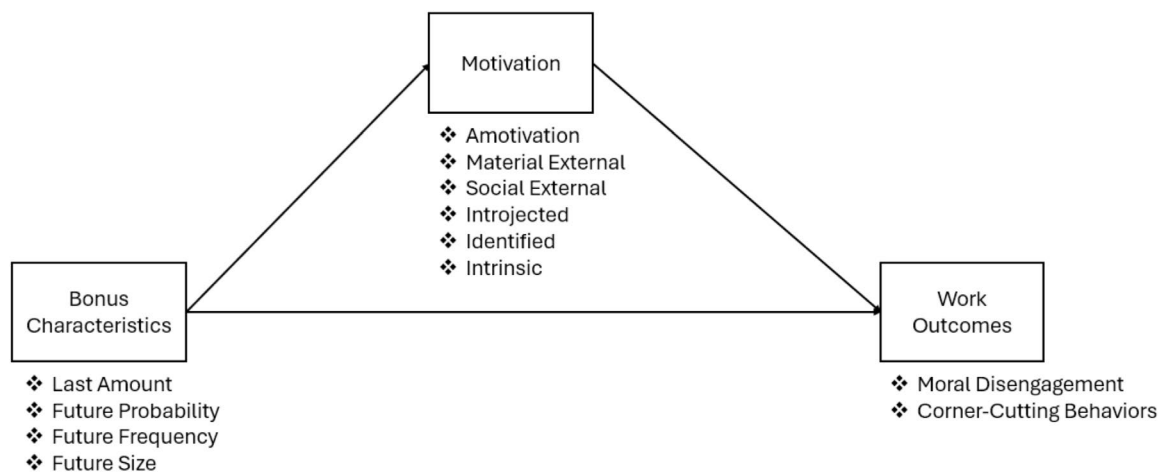 Motivation
❖ Amotivation
❖ Material External
❖ Social External
❖ Introjected
❖ Identified
❖ Intrinsic
Bonus
Characteristics
❖ Last Amount
❖ Future Probability
❖ Future Frequency
❖ Future Size
Work
Outcomes
❖ Moral Disengagement
❖ Corner-Cutting Behaviors